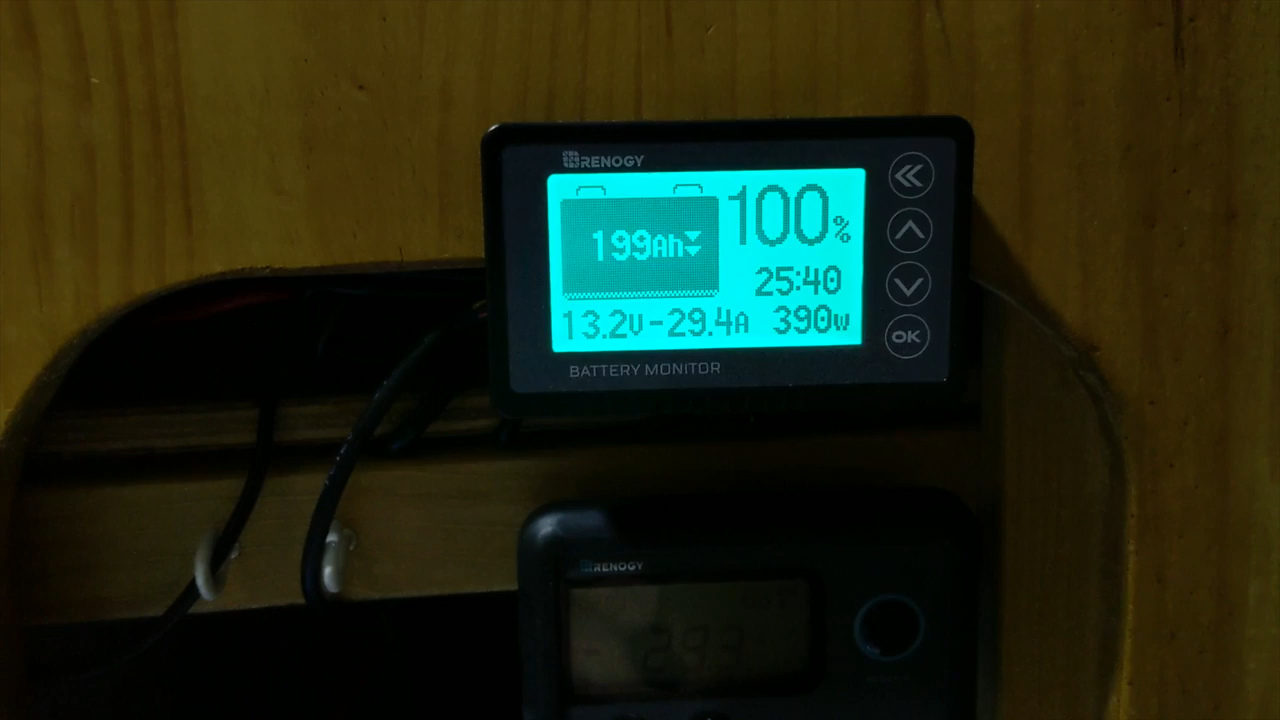 RENOGY
100%
199Ah
25:40
13.2V -29.4A 390W
OK
BATTERY MONITOR
RENOGY